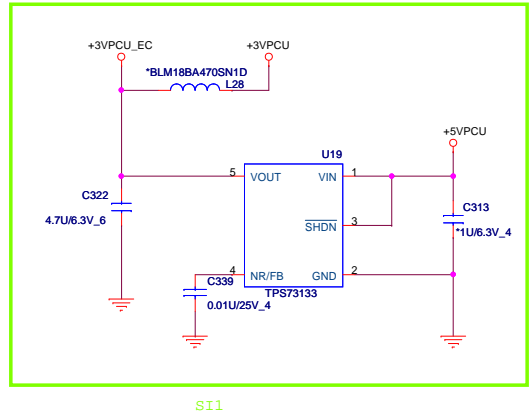 +3VPCU_EC
+3VPCU
*BLM18BA470SN1D
L28
+5VPCU
U19
5
VOUT
VIN
1
C322
4.7U/6.3V_6
SHDN
3
C313
*1U/6.3V_4
4
NR/FB
GND
2
C339
0.01U/25V_4
TPS73133
SI1